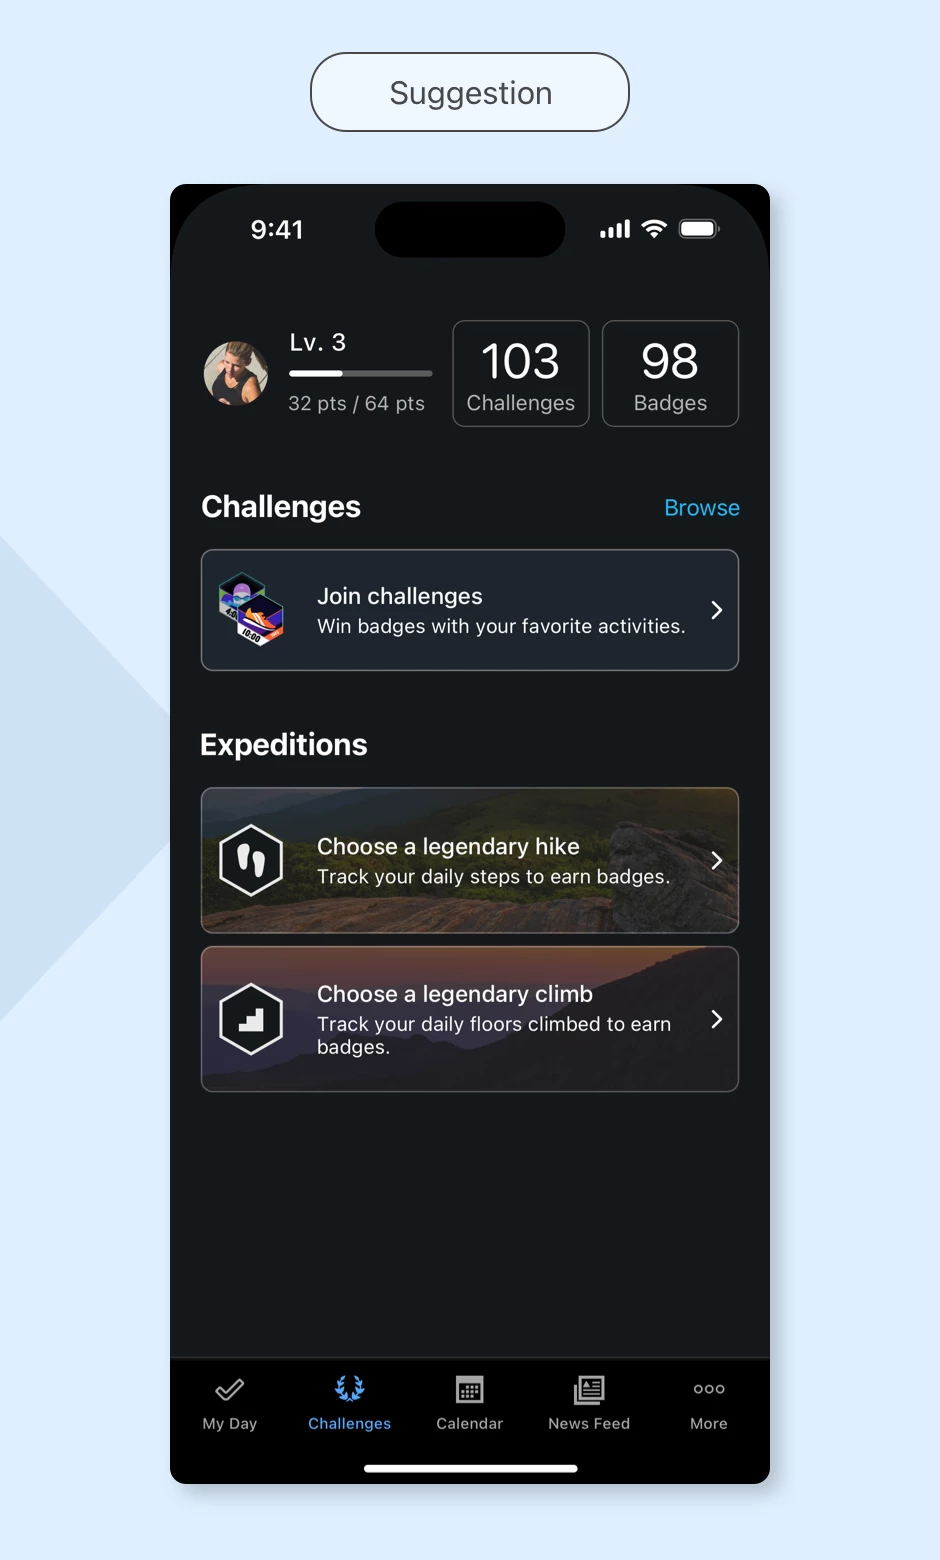 Suggestion
9:41
Lv. 3
32 pts / 64 pts
103
Challenges
98
Badges
Challenges
Browse
Join challenges
Win badges with your favorite activities.
10:00
Expeditions
Choose a legendary hike
Track your daily steps to earn badges.
Choose a legendary climb
Track your daily floors climbed to earn
badges.
My Day
Challenges
Calendar
News Feed
More